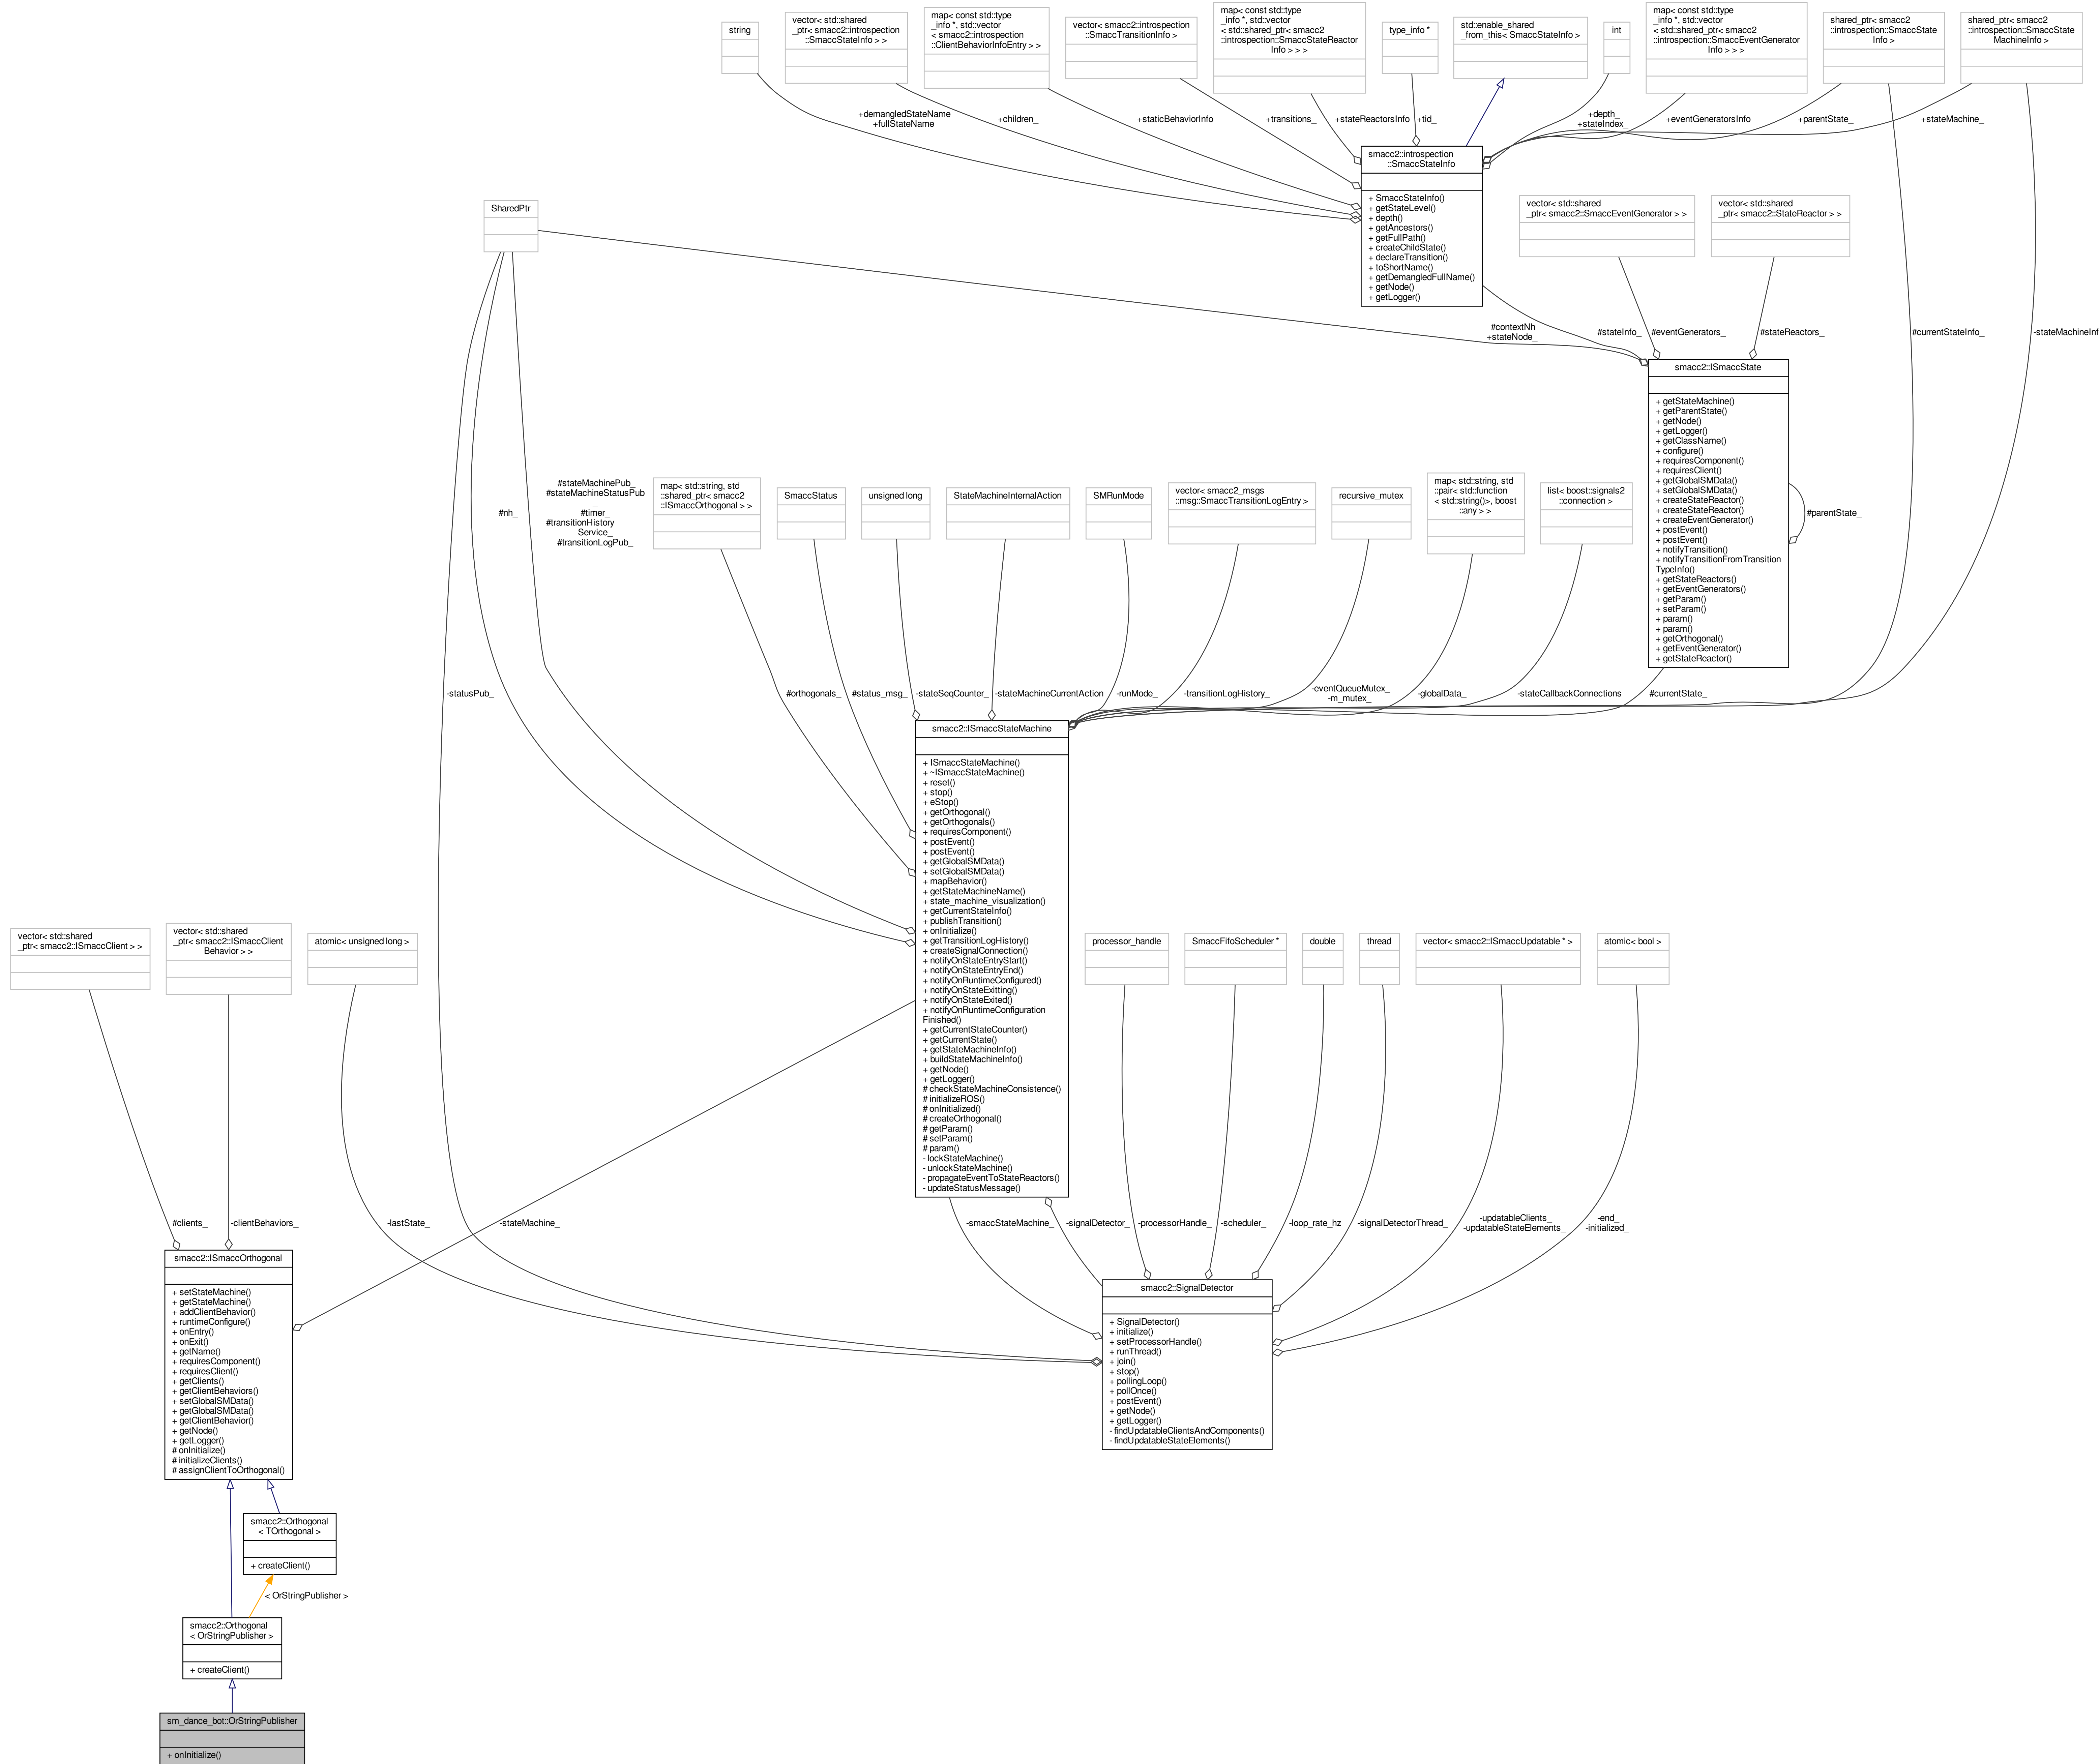 string
vector< std::shared
_ptr< smacc2::introspection
::SmaccStateInfo > >
map< const std::type
_info *, std::vector
< smacc2::introspection
::ClientBehaviorInfoEntry > >
vector< smacc2::introspection
::SmaccTransitionInfo >
map< const std::type
_info *, std::vector
< std::shared_ptr< smacc2
::introspection::SmaccStateReactor
Info > > >
type_info *
std::enable_shared
_from_this< SmaccStateInfo >
int
map< const std::type
_info *, std::vector
< std::shared_ptr< smacc2
::introspection::SmaccEventGenerator
Info > > >
shared_ptr< smacc2
::introspection::SmaccState
Info >
shared_ptr< smacc2
::introspection::SmaccState
MachineInfo >
+demangledStateName
+fullStateName
+children_
+staticBehaviorInfo
+transitions_
+stateReactorsInfo
+tid_
+depth_
+stateIndex_
+eventGeneratorsInfo
+parentState_
+stateMachine_
smacc2::introspection
::SmaccStateInfo
+ SmaccStateInfo()
+ getStateLevel()
+ depth()
+ getAncestors()
+ getFullPath()
+ createChildState()
+ declareTransition()
+ toShortName()
+ getDemangledFullName()
+ getNode()
+ getLogger()
SharedPtr
vector< std::shared
_ptr< smacc2::SmaccEventGenerator > >
vector< std::shared
_ptr< smacc2::StateReactor > >
#contextNh
+stateNode_
#stateInfo_
#eventGenerators_
#stateReactors_
#currentStateInfo_
-stateMachineInf
smacc2::ISmaccState
+ getStateMachine()
+ getParentState()
+ getNode()
+ getLogger()
+ getClassName()
+ configure()
+ requiresComponent()
+ requiresClient()
+ getGlobalSMData()
+ setGlobalSMData()
+ createStateReactor()
+ createStateReactor()
+ createEventGenerator()
+ postEvent()
+ postEvent()
+ notifyTransition()
+ notifyTransitionFromTransition
TypeInfo()
+ getStateReactors()
+ getEventGenerators()
+ getParam()
+ setParam()
+ param()
+ param()
+ getOrthogonal()
+ getEventGenerator()
+ getStateReactor()
#parentState_
#nh_
#stateMachinePub_
#stateMachineStatusPub
_
#timer_
#transitionHistory
Service_
#transitionLogPub_
map< std::string, std
::shared_ptr< smacc2
::ISmaccOrthogonal > >
SmaccStatus
unsigned long
StateMachineInternalAction
SMRunMode
vector< smacc2_msgs
::msg::SmaccTransitionLogEntry >
recursive_mutex
map< std::string, std
::pair< std::function
< std::string()>, boost
::any > >
list< boost::signals2
::connection >
-statusPub_
#orthogonals_
#status_msg_
-stateSeqCounter_
-stateMachineCurrentAction
-runMode_
-transitionLogHistory_
-eventQueueMutex_
-m_mutex_
-globalData_
-stateCallbackConnections
#currentState_
smacc2::ISmaccStateMachine
+ ISmaccStateMachine()
+ ~ISmaccStateMachine()
+ reset()
+ stop()
+ eStop()
+ getOrthogonal()
+ getOrthogonals()
+ requiresComponent()
+ postEvent()
+ postEvent()
+ getGlobalSMData()
+ setGlobalSMData()
+ mapBehavior()
+ getStateMachineName()
+ state_machine_visualization()
+ getCurrentStateInfo()
+ publishTransition()
+ onInitialize()
+ getTransitionLogHistory()
+ createSignalConnection()
+ notifyOnStateEntryStart()
+ notifyOnStateEntryEnd()
+ notifyOnRuntimeConfigured()
+ notifyOnStateExitting()
+ notifyOnStateExited()
+ notifyOnRuntimeConfiguration
Finished()
+ getCurrentStateCounter()
+ getCurrentState()
+ getStateMachineInfo()
+ buildStateMachineInfo()
+ getNode()
+ getLogger()
# checkStateMachineConsistence()
# initializeROS()
# onInitialized()
# createOrthogonal()
# getParam()
# setParam()
# param()
- lockStateMachine()
- unlockStateMachine()
- propagateEventToStateReactors()
- updateStatusMessage()
vector< std::shared
_ptr< smacc2::ISmaccClient > >
vector< std::shared
_ptr< smacc2::ISmaccClient
Behavior > >
atomic< unsigned long >
processor_handle
SmaccFifoScheduler *
double
thread
vector< smacc2::ISmaccUpdatable * >
atomic< bool >
#clients_
-clientBehaviors_
-lastState_
-stateMachine_
-smaccStateMachine_
-signalDetector_
-processorHandle_
-scheduler_
-loop_rate_hz
-signalDetectorThread_
-updatableClients_
-updatableStateElements_
-end_
-initialized_
smacc2::ISmaccOrthogonal
+ setStateMachine()
+ getStateMachine()
+ addClientBehavior()
+ runtimeConfigure()
+ onEntry()
+ onExit()
+ getName()
+ requiresComponent()
+ requiresClient()
+ getClients()
+ getClientBehaviors()
+ setGlobalSMData()
+ getGlobalSMData()
+ getClientBehavior()
+ getNode()
+ getLogger()
# onInitialize()
# initializeClients()
# assignClientToOrthogonal()
smacc2::SignalDetector
+ SignalDetector()
+ initialize()
+ setProcessorHandle()
+ runThread()
+ join()
+ stop()
+ pollingLoop()
+ pollOnce()
+ postEvent()
+ getNode()
+ getLogger()
- findUpdatableClientsAndComponents()
- findUpdatableStateElements()
smacc2::Orthogonal
< TOrthogonal >
+ createClient()
< OrStringPublisher >
smacc2::Orthogonal
< OrStringPublisher >
+ createClient()
sm_dance_bot::OrStringPublisher
+ onInitialize()